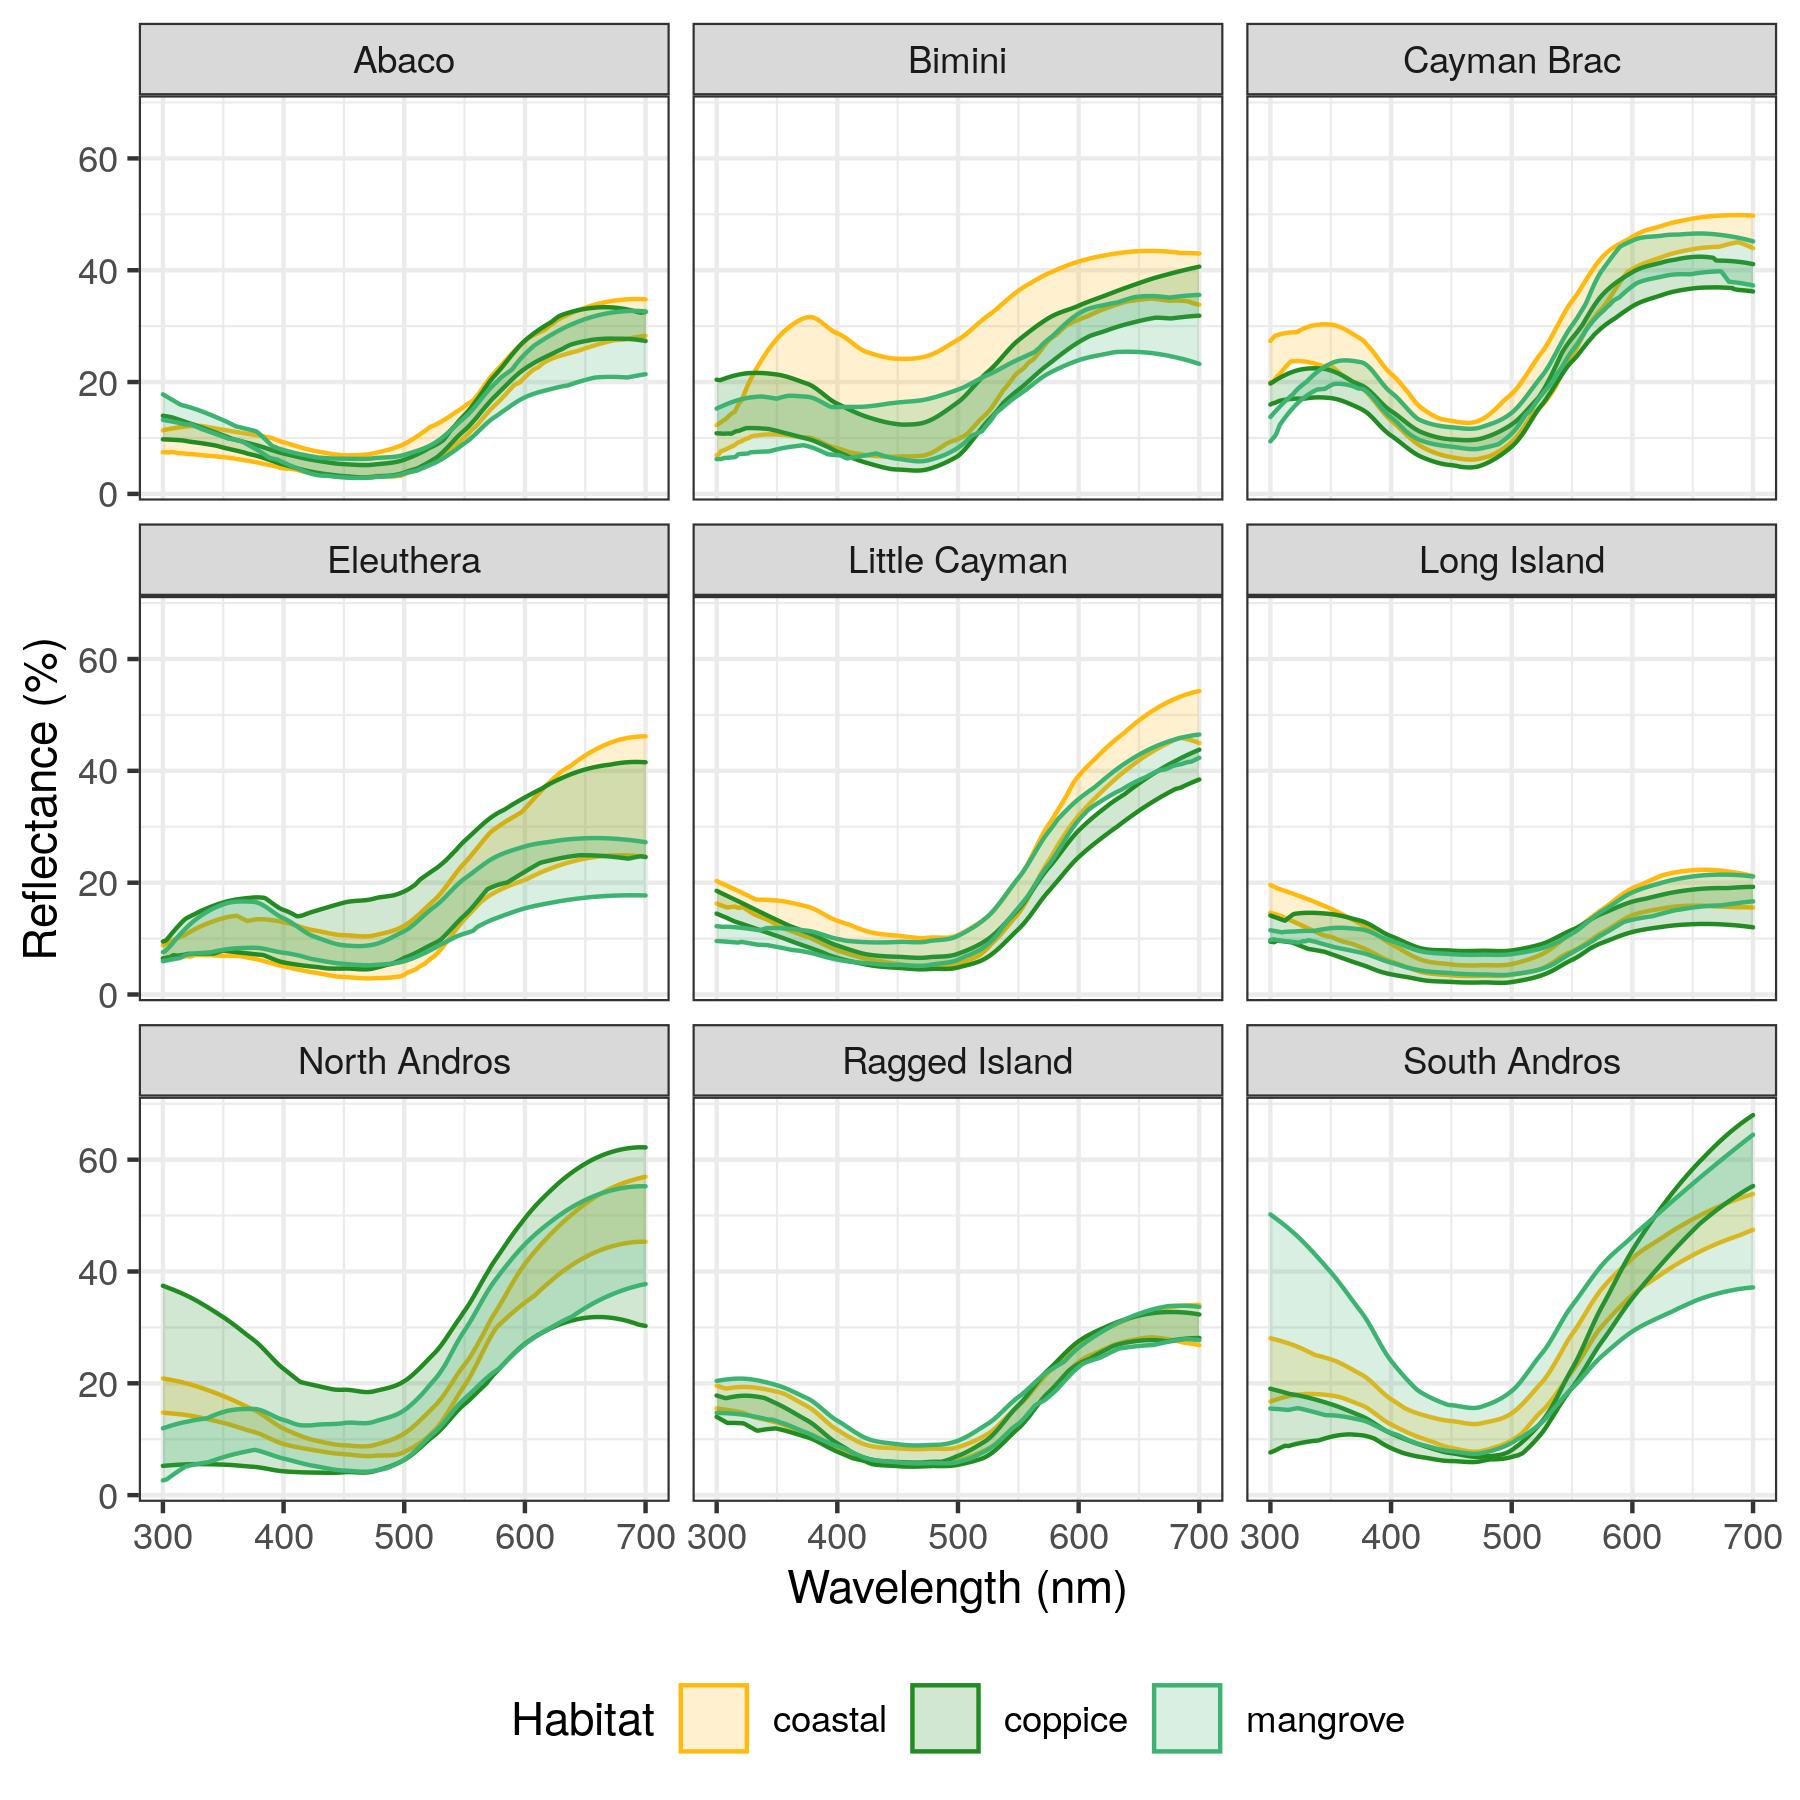 Abaco Bimini Cayman Brac
60
40
20
0
Eleuthera Little Cayman Long Island
60
40
20
0
North Andros Ragged Island South Andros
60
40
20
0
300 400 500 600 700 300 400 500 600 700 300 400 500 600 700
Reflectance (%)
Wavelength (nm)
Habitat coastal coppice mangrove